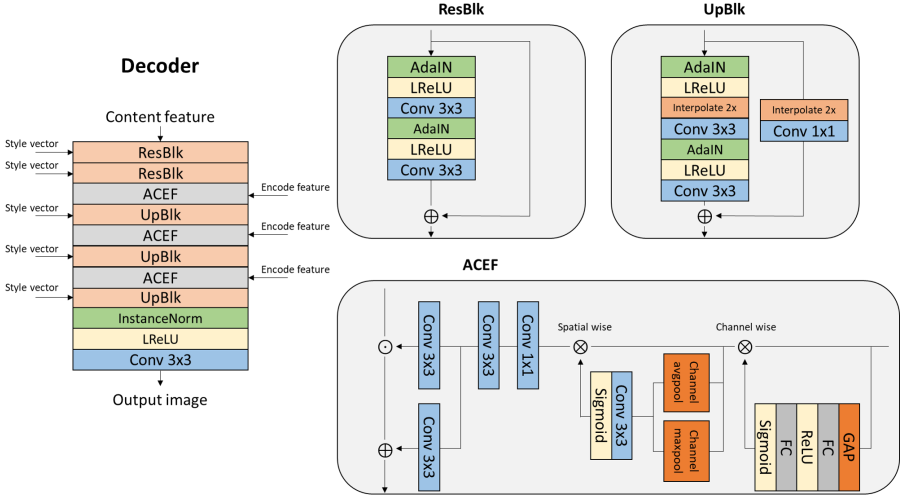 Decoder
Content feature
Style vector
ResBlk
Style vector
ResBlk
ACEF
Encode feature
Style vector
UpBlk
ACEF
Encode feature
Style vector
UpBlk
ACEF
Encode feature
Style vector
UpBlk
InstanceNorm
LReLU
Conv 3x3
Output image
ResBlk
AdaIN
LReLU
Conv 3x3
AdaIN
LReLU
Conv 3x3
UpBlk
AdaIN
LReLU
Interpolate 2x
Conv 3x3
AdaIN
LReLU
Conv 3x3
Interpolate 2x
Conv 1x1
ACEF
Conv 3x3
Conv 3x3
Conv 3x3
Conv 1x1
Spatial wise
Sigmoid
Conv 3x3
Channel
avgpool
Channel
maxpool
Channel wise
Sigmoid
FC
ReLU
FC
GAP